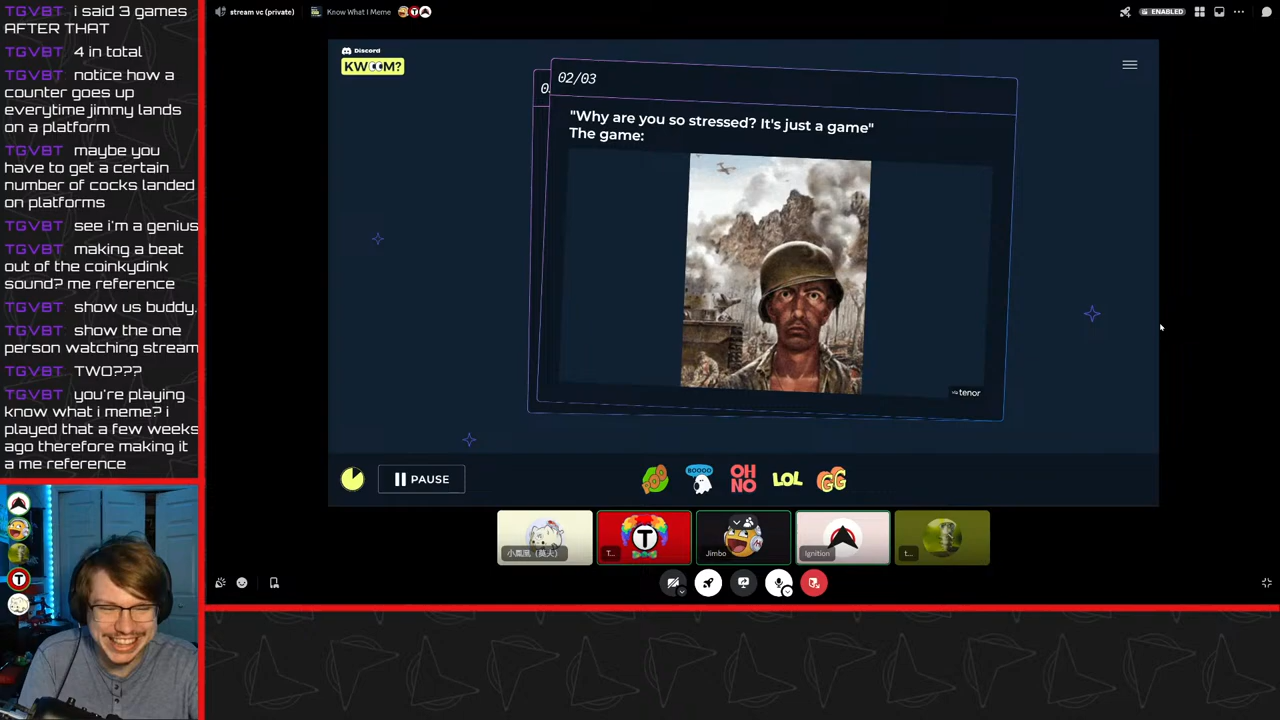 TGVBT i said 3 games
AFTER THAT
TGVBT 4 in total
TGVBT notice how a
counter goes up
everytime jimmy lands
on a platform
TGVBT maybe you
have to get a certain
number of cocks landed
on platforms
TGVBT see i'm a genius
TGVBT making a beat
out of the coinkydink
sound? me reference
TGVBT show us buddy.
TGVBT show the one
person watching stream
TGVBT TWO???
TGVBT you're playing
know what i meme? i
played that a few weeks
ago therefore making it
a me reference
stream vc (private)
Know What I Meme
ENABLED
Discord
KWIM?
02/03
"Why are you so stressed? It's just a game"
The game:
tenor
PAUSE
POO
BOOOO
OH
NO
LOL
GG
T...
T
Jimbo
Ignition
t...